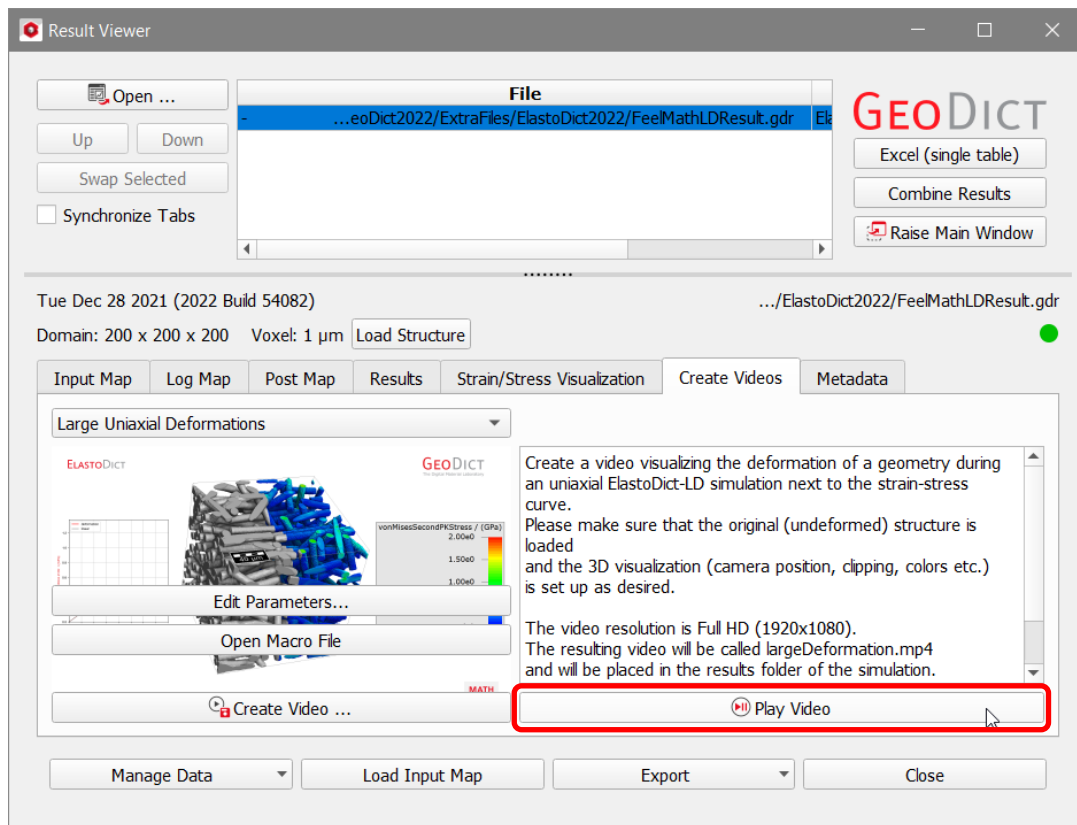 Result Viewer
Open ...
Up
Down
Swap Selected
Synchronize Tabs
File
- ...eoDict2022/ExtraFiles/ElastoDict2022/FeelMathLDResult.gdr Ela
GEODICT
Excel (single table)
Combine Results
Raise Main Window
Tue Dec 28 2021 (2022 Build 54082)
.../ElastoDict2022/FeelMathLDResult.gdr
Domain: 200 x 200 x 200 Voxel: 1 µm Load Structure
Input Map
Log Map
Post Map
Results
Strain/Stress Visualization
Create Videos
Metadata
Large Uniaxial Deformations
ELASTODICT
GEODICT
vonMisesSecondPKStress / (GPa)
2.00e0
1.50e0
1.00e0
Edit Parameters...
Open Macro File
MATH
Create Video ...
Create a video visualizing the deformation of a geometry during
an uniaxial ElastoDict-LD simulation next to the strain-stress
curve.
Please make sure that the original (undeformed) structure is
loaded
and the 3D visualization (camera position, clipping, colors etc.)
is set up as desired.
The video resolution is Full HD (1920x1080).
The resulting video will be called largeDeformation.mp4
and will be placed in the results folder of the simulation.
Play Video
Manage Data
Load Input Map
Export
Close